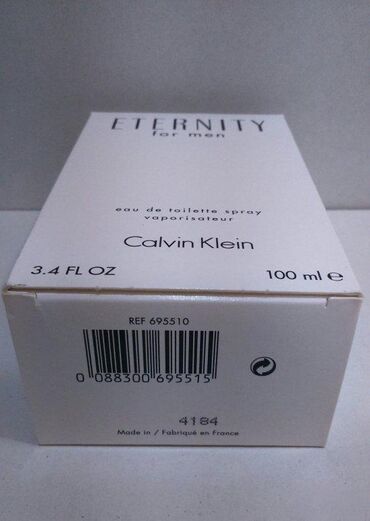 ETERNITY
for men
eau de toilette spray
vaporisateur
Calvin Klein
3.4 FL OZ 100 ml e
REF 695510
0 088300 695515
4184
Made in / Fabriqué en France